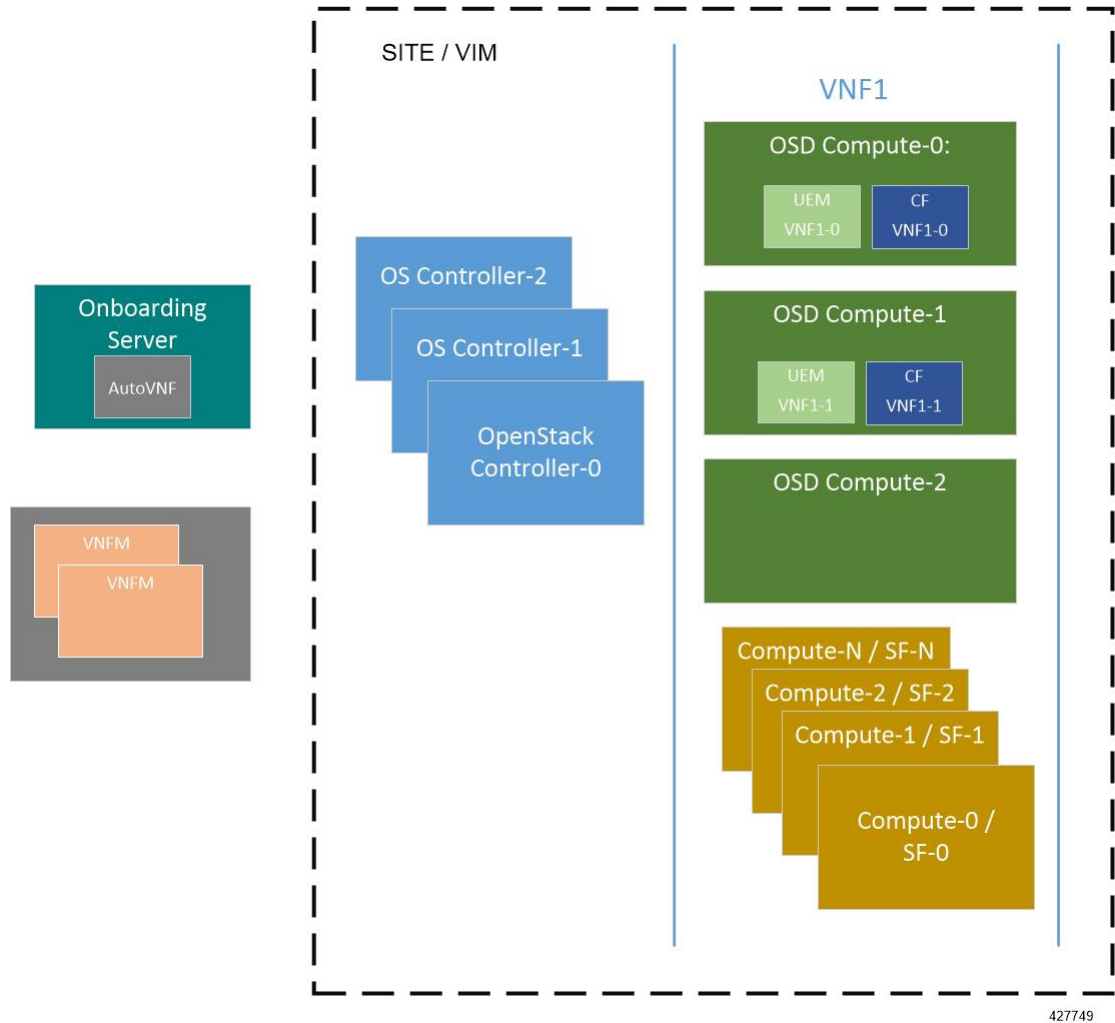 SITE / VIM
VNF1
OSD Compute-0:
UEM
VNF1-0
CF
VNF1-0
OS Controller-2
OS Controller-1
OpenStack
Controller-0
Onboarding
Server
AutoVNF
OSD Compute-1
UEM
VNF1-1
CF
VNF1-1
OSD Compute-2
VNFM
VNFM
Compute-N / SF-N
Compute-2 / SF-2
Compute-1 / SF-1
Compute-0 /
SF-0
427749